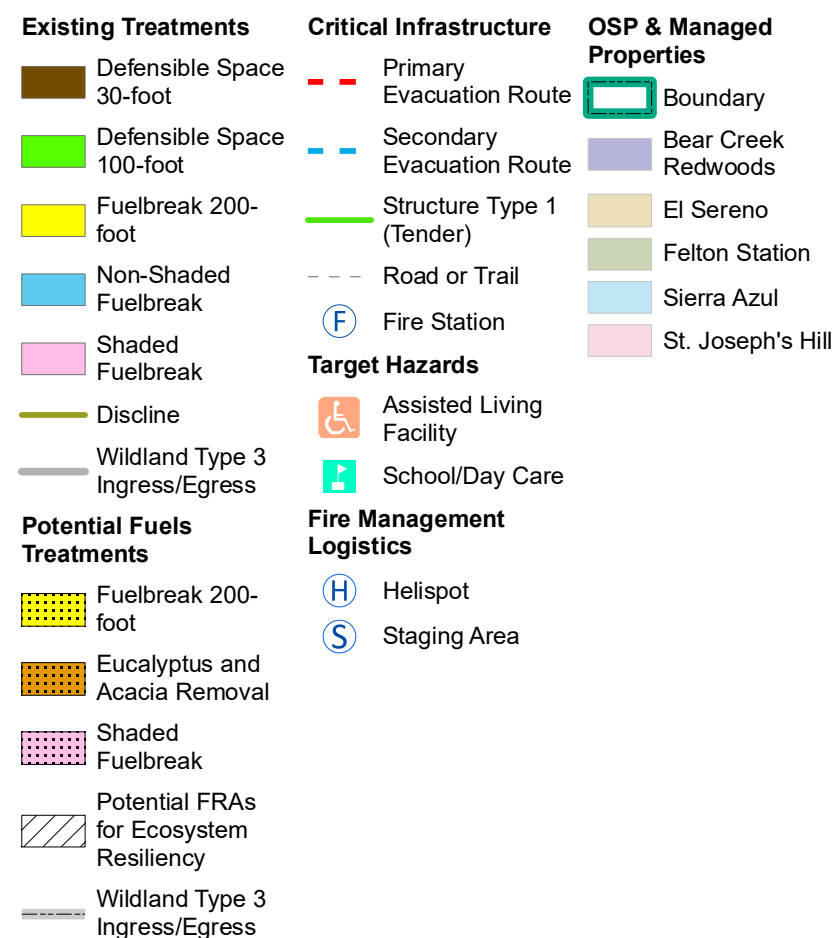 Existing Treatments
Defensible Space
30-foot
Defensible Space
100-foot
Fuelbreak 200-
foot
Non-Shaded
Fuelbreak
Shaded
Fuelbreak
Discline
Wildland Type 3
Ingress/Egress
Potential Fuels
Treatments
Fuelbreak 200-
foot
Eucalyptus and
Acacia Removal
Shaded
Fuelbreak
Potential FRAs
for Ecosystem
Resiliency
Wildland Type 3
Ingress/Egress
Critical Infrastructure
Primary
Evacuation Route
Secondary
Evacuation Route
Structure Type 1
(Tender)
Road or Trail
F Fire Station
Target Hazards
Assisted Living
Facility
School/Day Care
Fire Management
Logistics
H Helispot
S Staging Area
OSP & Managed
Properties
Boundary
Bear Creek
Redwoods
El Sereno
Felton Station
Sierra Azul
St. Joseph's Hill